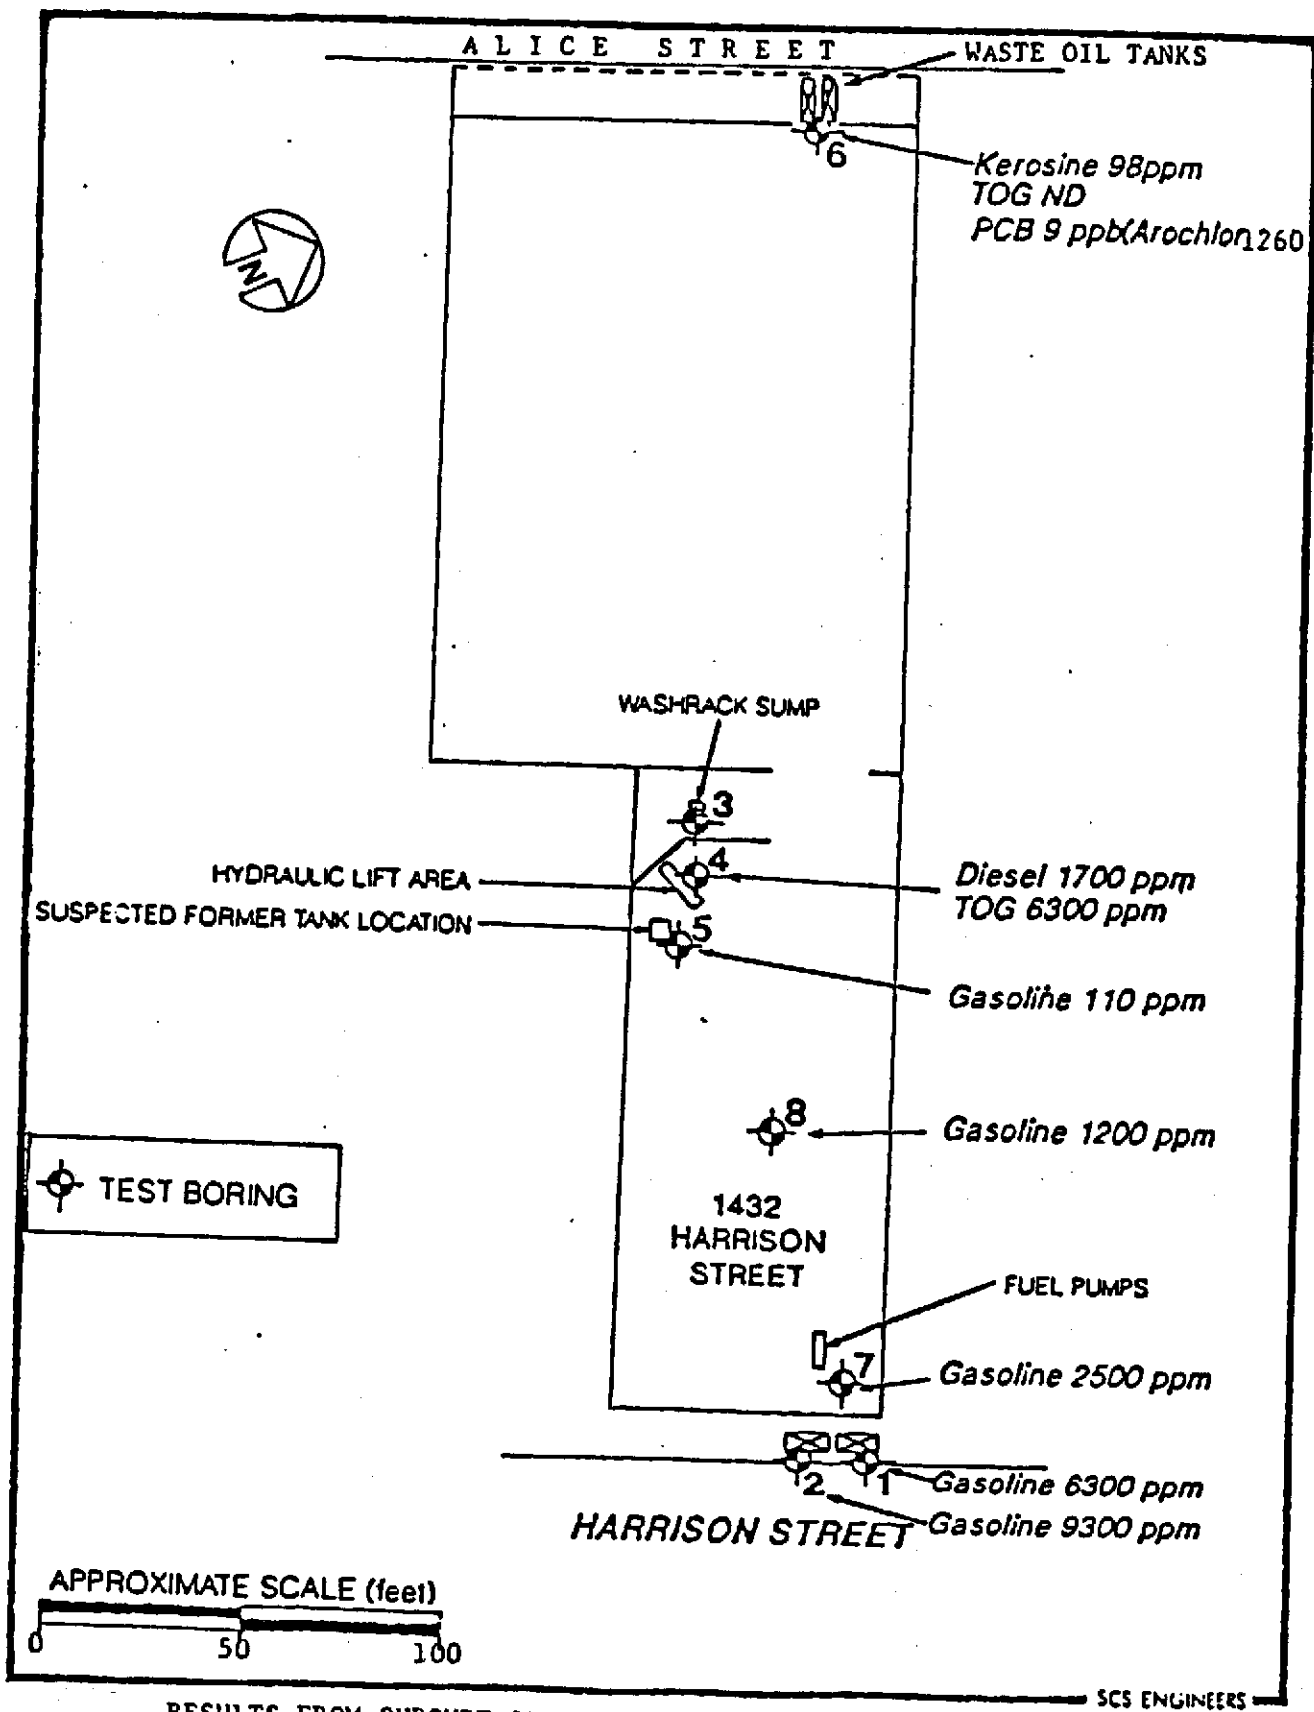 ALICE STREET
WASTE OIL TANKS
6
Kerosine 98ppm
TOG ND
PCB 9 ppb(Arochlor1260
N
WASHRACK SUMP
3
HYDRAULIC LIFT AREA
4
Diesel 1700 ppm
TOG 6300 ppm
SUSPECTED FORMER TANK LOCATION
5
Gasoline 110 ppm
8
Gasoline 1200 ppm
TEST BORING
1432
HARRISON
STREET
FUEL PUMPS
7
Gasoline 2500 ppm
2
1
Gasoline 6300 ppm
Gasoline 9300 ppm
HARRISON STREET
APPROXIMATE SCALE (feet)
0 50 100
SCS ENGINEERS
RESULTS FROM